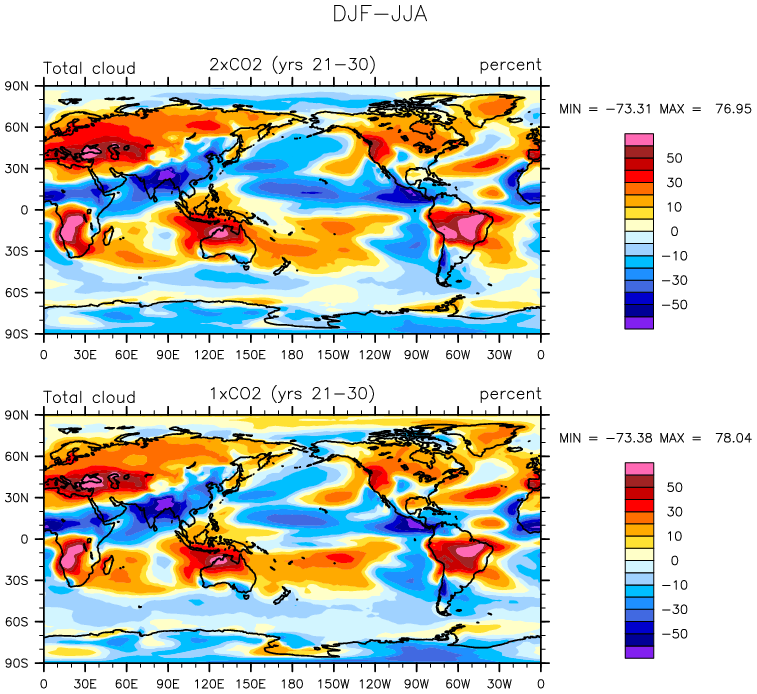 DJF−JJA
Total cloud 2xCO2 (yrs 21−30) percent
MIN = −73.31 MAX = 76.95
90N
60N
30N
0
30S
60S
90S
0 30E 60E 90E 120E 150E 180 150W 120W 90W 60W 30W 0
50
30
10
0
−10
−30
−50
Total cloud 1xCO2 (yrs 21−30) percent
MIN = −73.38 MAX = 78.04
90N
60N
30N
0
30S
60S
90S
0 30E 60E 90E 120E 150E 180 150W 120W 90W 60W 30W 0
50
30
10
0
−10
−30
−50